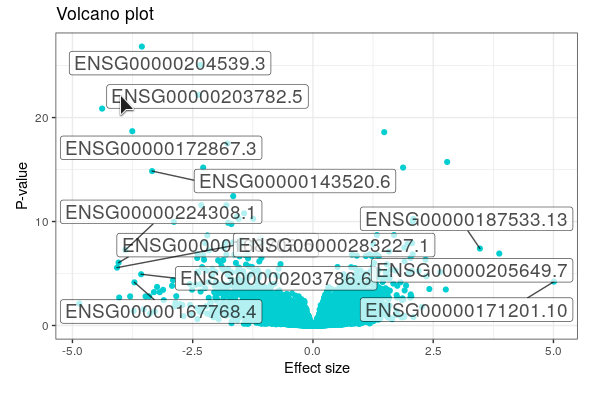 Volcano plot
ENSG00000204539.3
ENSG00000203782.5
ENSG00000172867.3
ENSG00000143520.6
ENSG00000224308.1
ENSG00000187533.13
ENSG00000283227.1
ENSG00000205649.7
ENSG00000203786.6
ENSG00000171201.10
ENSG00000167768.4
P-value
20
10
0
-5.0
-2.5
0.0
2.5
5.0
Effect size